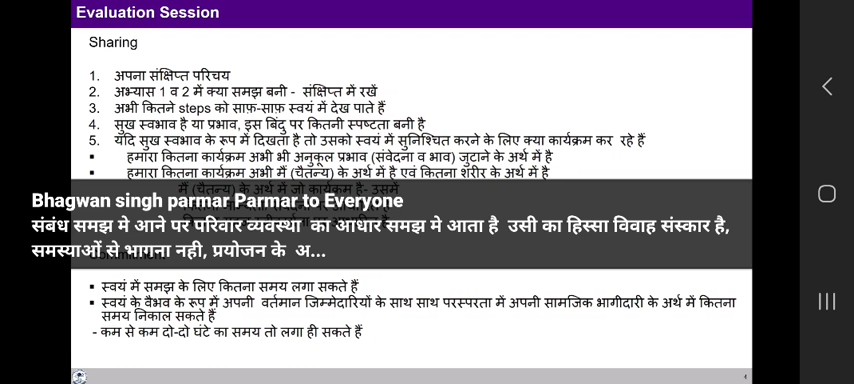 Evaluation Session
Sharing
1. अपना संक्षिप्त परिचय
2. अभ्यास 1 व 2 में क्या समझ बनी - संक्षिप्त में रखें
3. अभी कितने steps को साफ़-साफ़ स्वयं में देख पाते हैं
4. सुख स्वभाव है या प्रभाव, इस बिंदु पर कितनी स्पष्टता बनी है
5. यदि सुख स्वभाव के रूप में दिखता है तो उसको स्वयं में सुनिश्चित करने के लिए क्या कार्यक्रम कर रहे हैं
▪ हमारा कितना कार्यक्रम अभी भी अनुकूल प्रभाव (संवेदना व भाव) जुटाने के अर्थ में है
▪ हमारा कितना कार्यक्रम अभी मैं (चैतन्य) के अर्थ में है एवं कितना शरीर के अर्थ में है
मैं (चैतन्य) के अर्थ में जो कार्यक्रम है- उसमें
Bhagwan singh parmar Parmar to Everyone
संबंध समझ मे आने पर परिवार व्यवस्था का आधार समझ मे आता है उसी का हिस्सा विवाह संस्कार है,
समस्याओं से भागना नही, प्रयोजन के अ...
▪ स्वयं में समझ के लिए कितना समय लगा सकते हैं
▪ स्वयं के वैभव के रूप में अपनी वर्तमान जिम्मेदारियों के साथ साथ परस्परता में अपनी सामजिक भागीदारी के अर्थ में कितना
समय निकाल सकते हैं
- कम से कम दो-दो घंटे का समय तो लगा ही सकते हैं